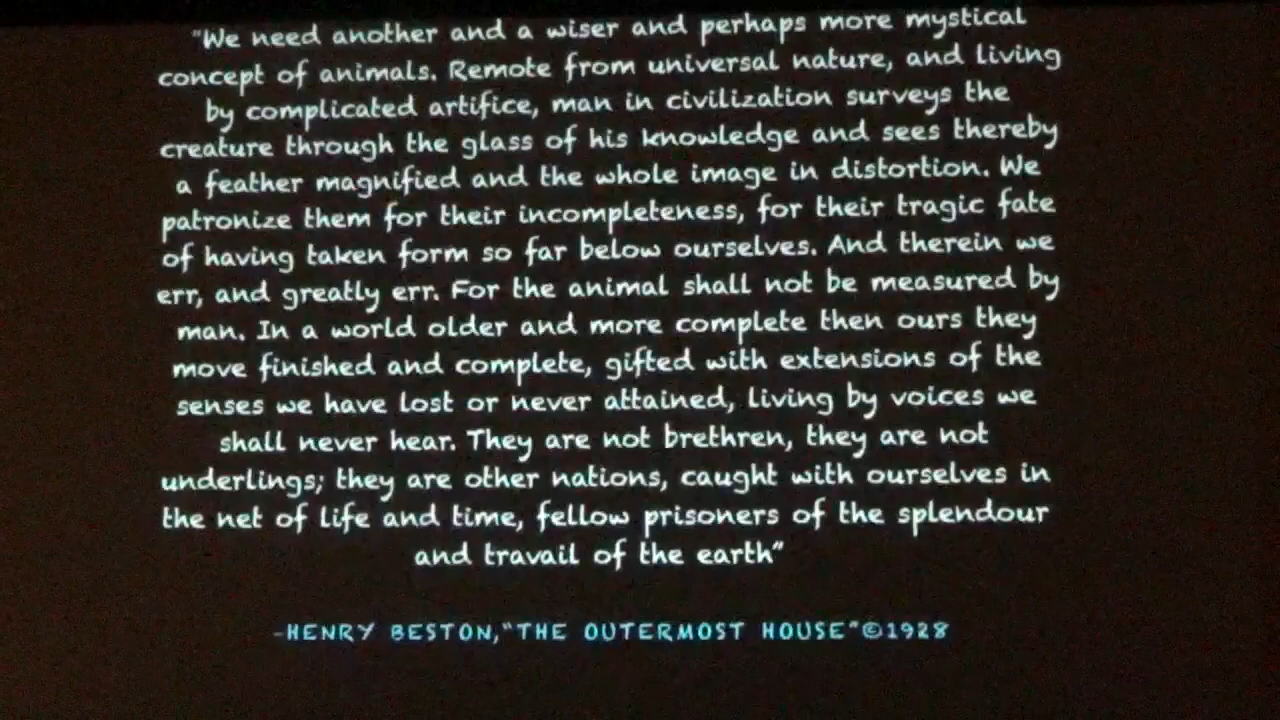 "We need another and a wiser and perhaps more mystical
concept of animals. Remote from universal nature, and living
by complicated artifice, man in civilization surveys the
creature through the glass of his knowledge and sees thereby
a feather magnified and the whole image in distortion. We
patronize them for their incompleteness, for their tragic fate
of having taken form so far below ourselves. And therein we
err, and greatly err. For the animal shall not be measured by
man. In a world older and more complete then ours they
move finished and complete, gifted with extensions of the
senses we have lost or never attained, living by voices we
shall never hear. They are not brethren, they are not
underlings; they are other nations, caught with ourselves in
the net of life and time, fellow prisoners of the splendour
and travail of the earth"
-HENRY BESTON,"THE OUTERMOST HOUSE"©1928